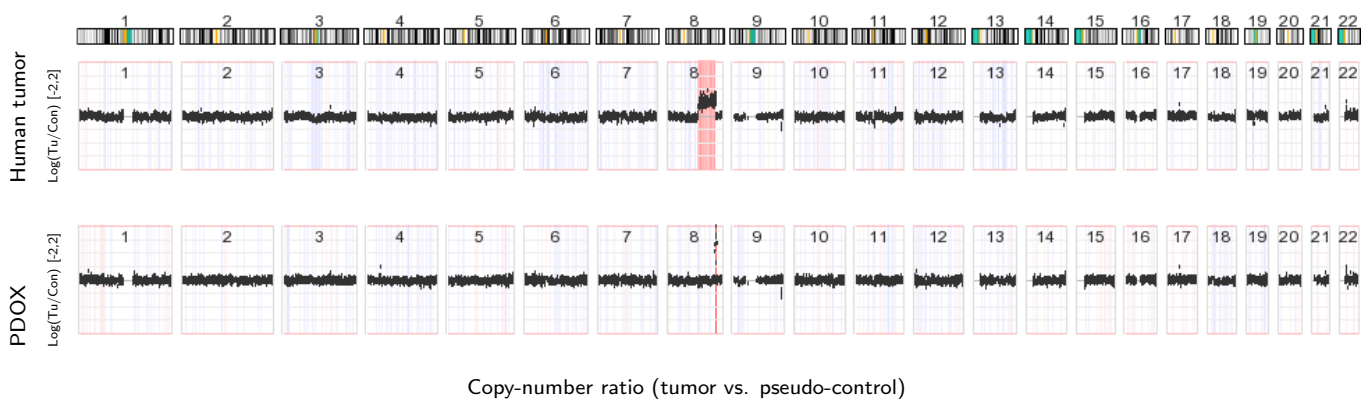 1 2 3 4 5 6 7 8 9 10 11 12 13 14 15 16 17 18 19 20 21 22
Human tumor
Log(Tu/Con) [-2,2]
1 2 3 4 5 6 7 8 9 10 11 12 13 14 15 16 17 18 19 20 21 22
PDOX
Log(Tu/Con) [-2,2]
1 2 3 4 5 6 7 8 9 10 11 12 13 14 15 16 17 18 19 20 21 22
Copy-number ratio (tumor vs. pseudo-control)